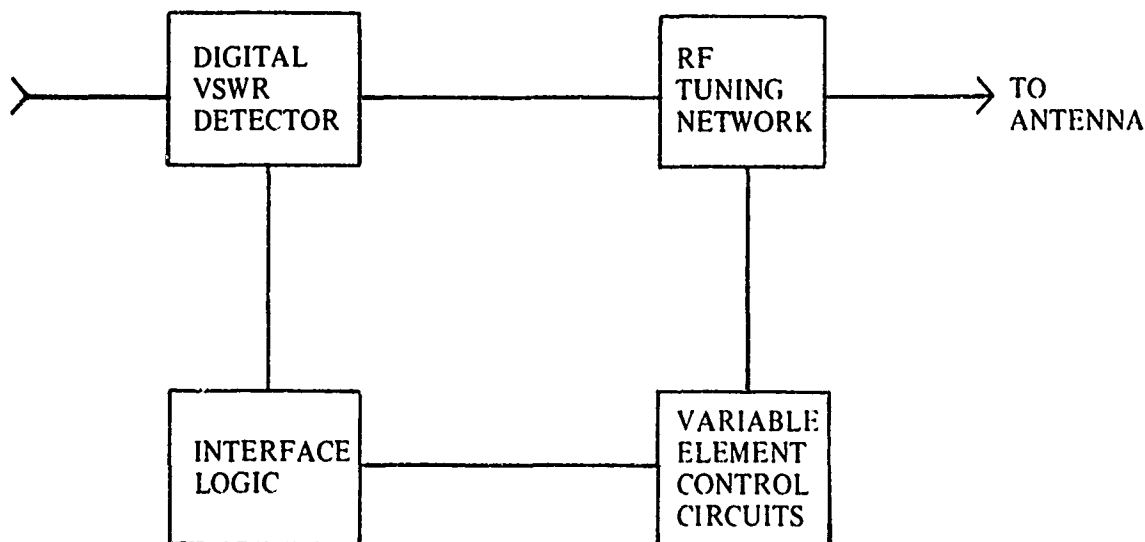 DIGITAL
VSWR
DETECTOR
RF
TUNING
NETWORK
TO
ANTENNA
INTERFACE
LOGIC
VARIABLE
ELEMENT
CONTROL
CIRCUITS